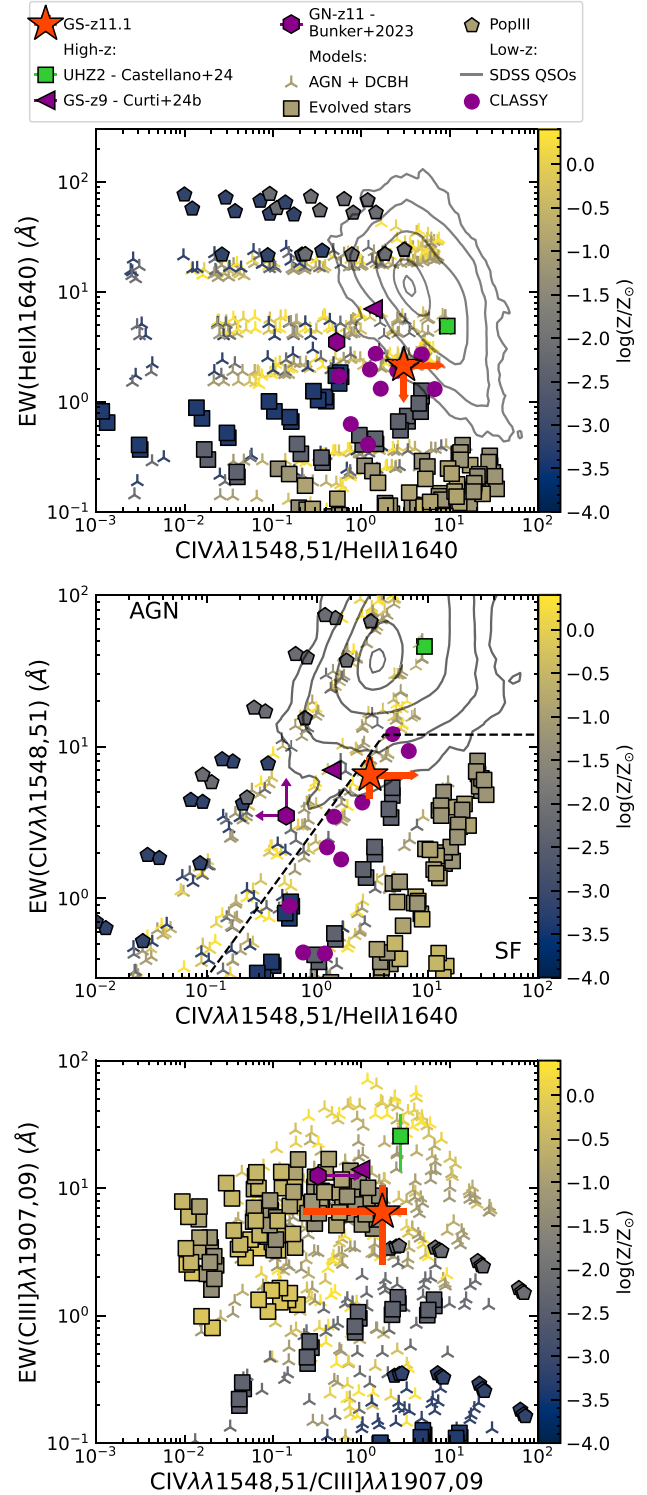 GS-z11.1
High-z:
UHZ2 - Castellano+24
GS-z9 - Curti+24b
GN-z11 -
Bunker+2023
Models:
AGN + DCBH
Evolved stars
PopIII
Low-z:
SDSS QSOs
CLASSY
EW(HeIIλ1640) (Å)
10²
10¹
10⁰
10⁻¹
10⁻³ 10⁻² 10⁻¹ 10⁰ 10¹ 10²
CIVλλ1548,51/HeIIλ1640
0.0
−0.5
−1.0
−1.5
−2.0
−2.5
−3.0
−3.5
−4.0
log(Z/Z⊙)
AGN
SF
EW(CIVλλ1548,51) (Å)
10²
10¹
10⁰
10⁻² 10⁻¹ 10⁰ 10¹ 10²
CIVλλ1548,51/HeIIλ1640
0.0
−0.5
−1.0
−1.5
−2.0
−2.5
−3.0
−3.5
−4.0
log(Z/Z⊙)
EW(CIII]λλ1907,09) (Å)
10²
10¹
10⁰
10⁻¹
10⁻³ 10⁻² 10⁻¹ 10⁰ 10¹ 10²
CIVλλ1548,51/CIII]λλ1907,09
0.0
−0.5
−1.0
−1.5
−2.0
−2.5
−3.0
−3.5
−4.0
log(Z/Z⊙)